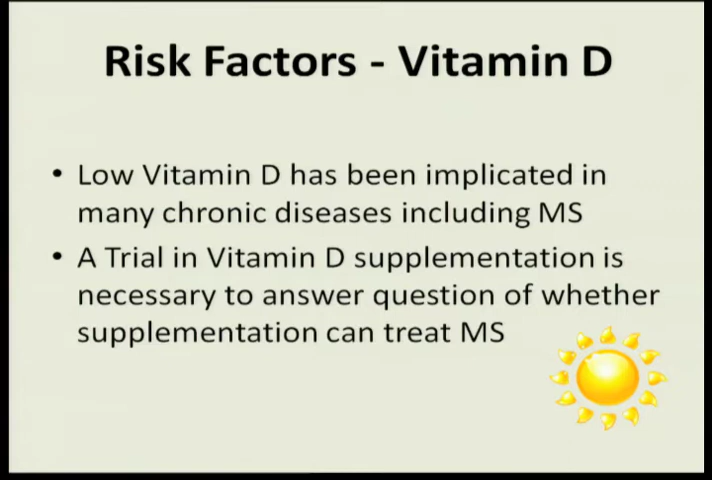 Risk Factors - Vitamin D
• Low Vitamin D has been implicated in
many chronic diseases including MS
• A Trial in Vitamin D supplementation is
necessary to answer question of whether
supplementation can treat MS